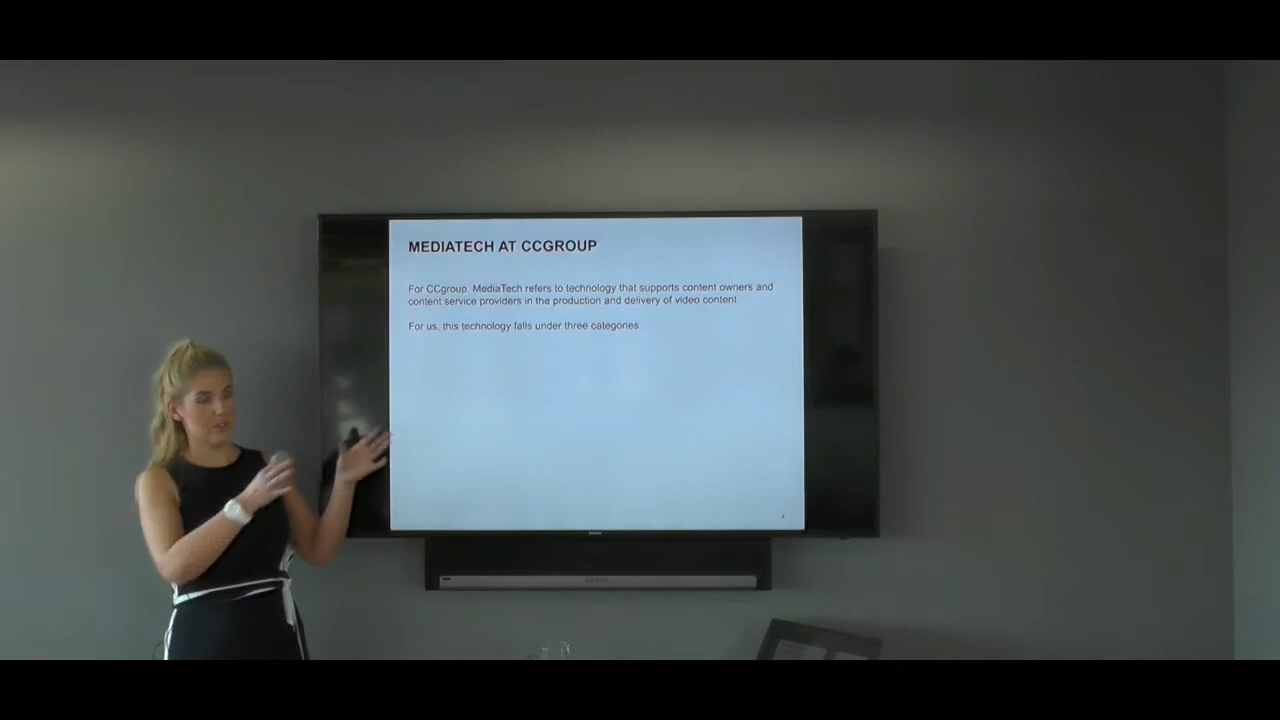 MEDIATECH AT CCGROUP
For CCgroup, MediaTech refers to technology that supports content owners and
content service providers in the production and delivery of video content.
For us, this technology falls under three categories